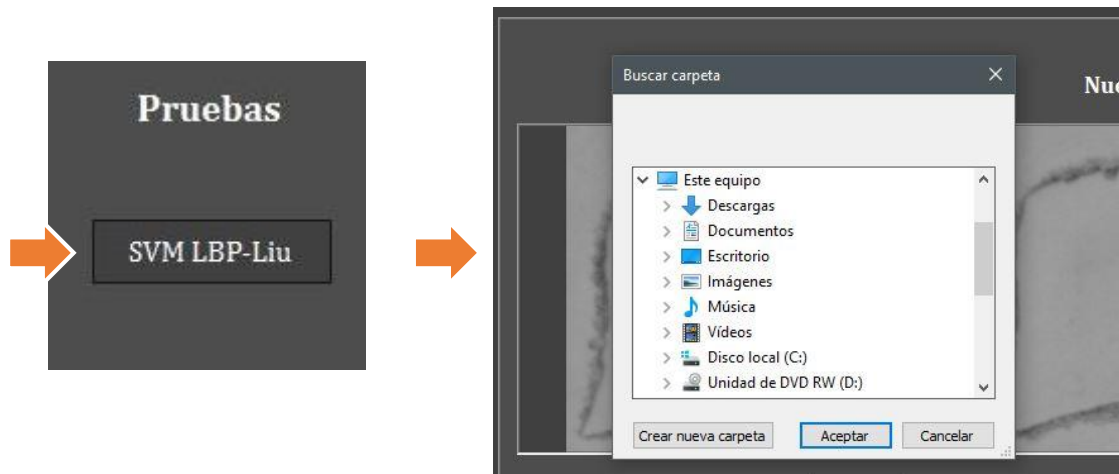 Pruebas
SVM LBP-Liu
Buscar carpeta
Este equipo
Descargas
Documentos
Escritorio
Imágenes
Música
Vídeos
Disco local (C:)
Unidad de DVD RW (D:)
Crear nueva carpeta
Aceptar
Cancelar
Nue